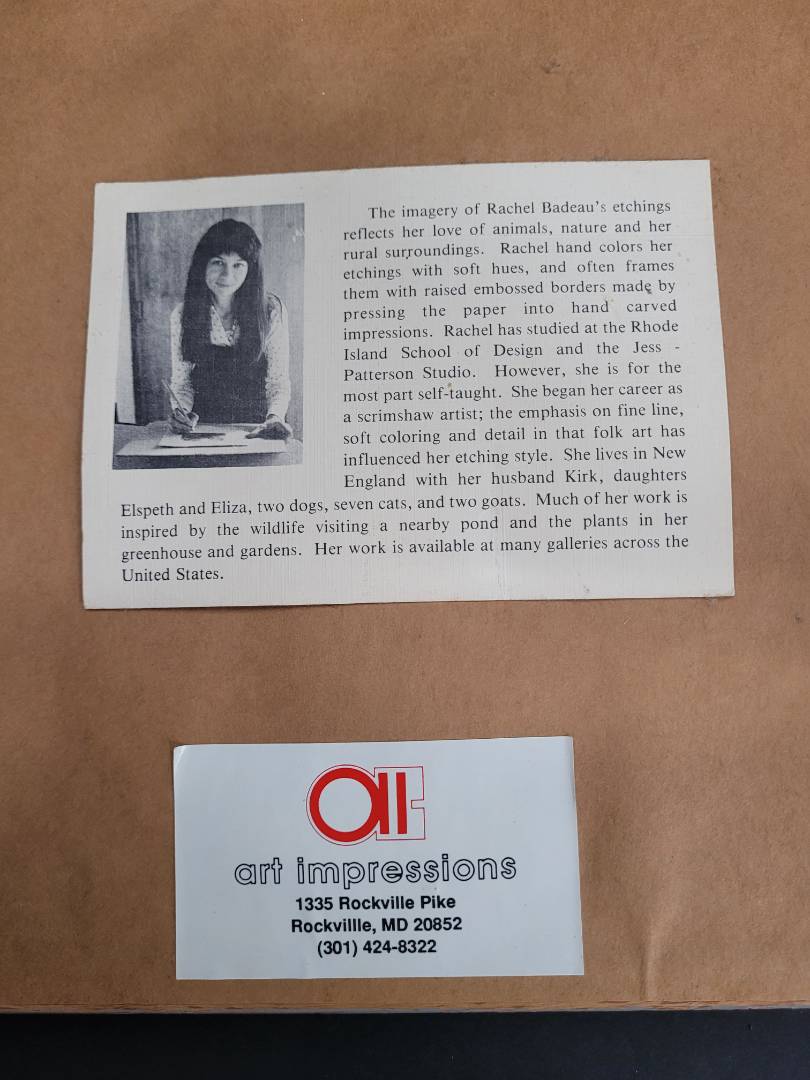 The imagery of Rachel Badeau's etchings
reflects her love of animals, nature and her
rural surroundings. Rachel hand colors her
etchings with soft hues, and often frames
them with raised embossed borders made by
pressing the paper into hand carved
impressions. Rachel has studied at the Rhode
Island School of Design and the Jess -
Patterson Studio. However, she is for the
most part self-taught. She began her career as
a scrimshaw artist; the emphasis on fine line,
soft coloring and detail in that folk art has
influenced her etching style. She lives in New
England with her husband Kirk, daughters
Elspeth and Eliza, two dogs, seven cats, and two goats. Much of her work is
inspired by the wildlife visiting a nearby pond and the plants in her
greenhouse and gardens. Her work is available at many galleries across the
United States.
art impressions
1335 Rockville Pike
Rockvillle, MD 20852
(301) 424-8322